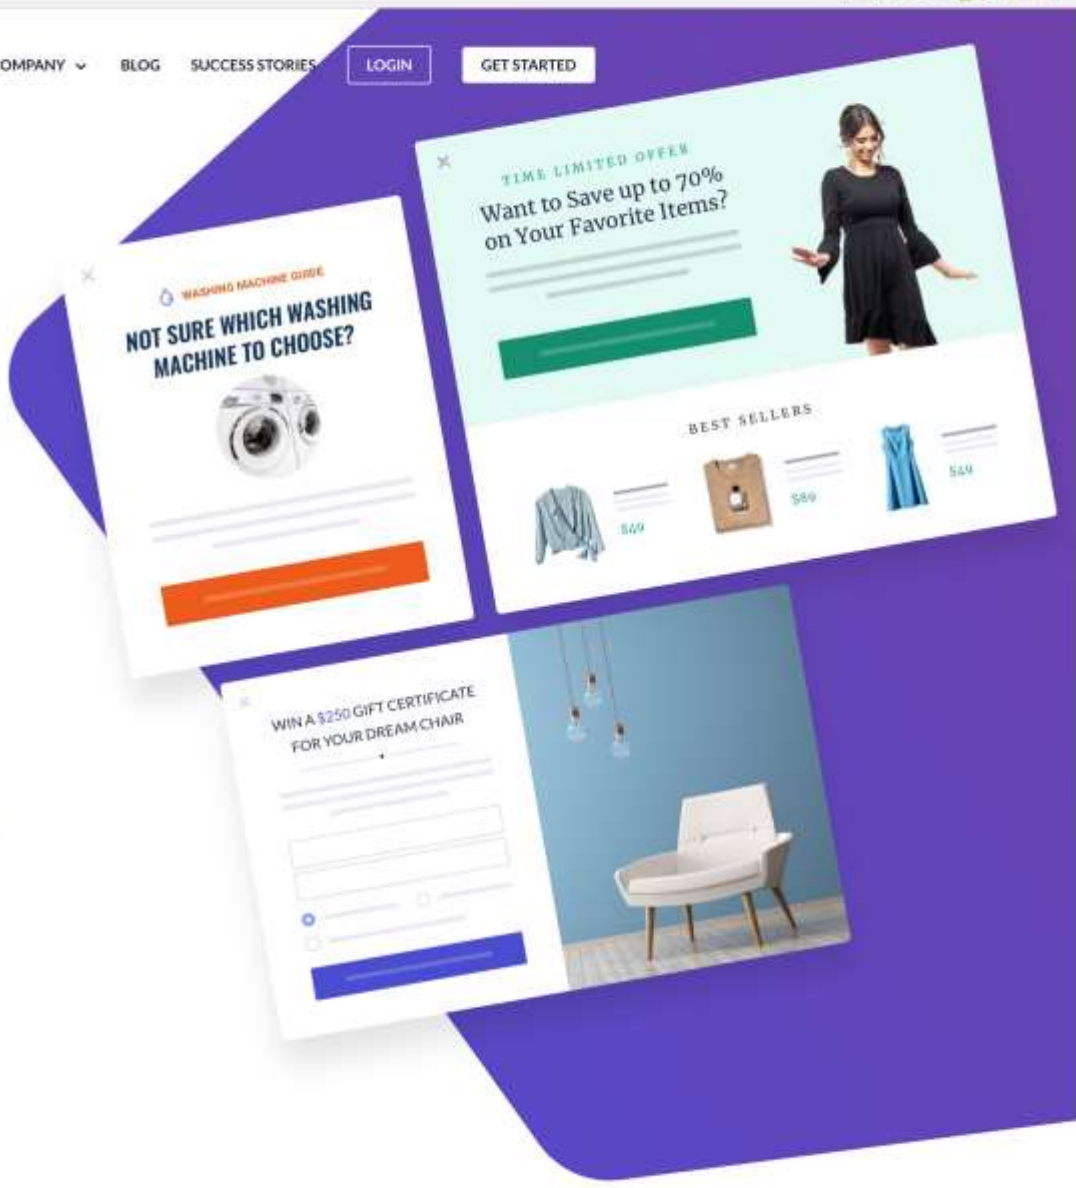 OMPANY
BLOG
SUCCESS STORIES
LOGIN
GET STARTED
TIME LIMITED OFFER
Want to Save up to 70%
on Your Favorite Items?
WASHING MACHINE GUIDE
NOT SURE WHICH WASHING
MACHINE TO CHOOSE?
BEST SELLERS
$49
$89
$49
WIN A $250 GIFT CERTIFICATE
FOR YOUR DREAM CHAIR